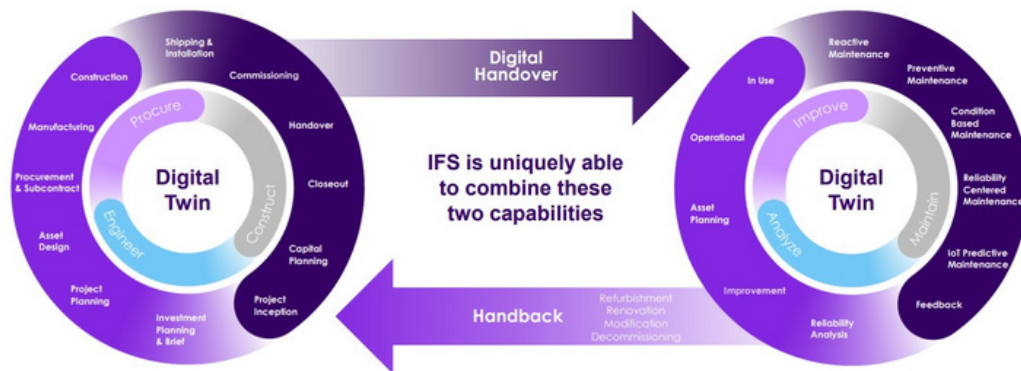 Shipping &
Installation
Commissioning
Handover
Closeout
Capital
Planning
Project
Inception
Investment
Planning
& Brief
Project
Planning
Asset
Design
Procurement
& Subcontract
Manufacturing
Construction
Procure
Construct
Engineer
Digital
Twin
Digital
Handover
IFS is uniquely able
to combine these
two capabilities
Handback
Refurbishment
Renovation
Modification
Decommissioning
Reactive
Maintenance
Preventive
Maintenance
Condition
Based
Maintenance
Reliability
Centered
Maintenance
IoT Predictive
Maintenance
Feedback
Reliability
Analysis
Improvement
Asset
Planning
Operational
In Use
Improve
Maintain
Analyze
Digital
Twin